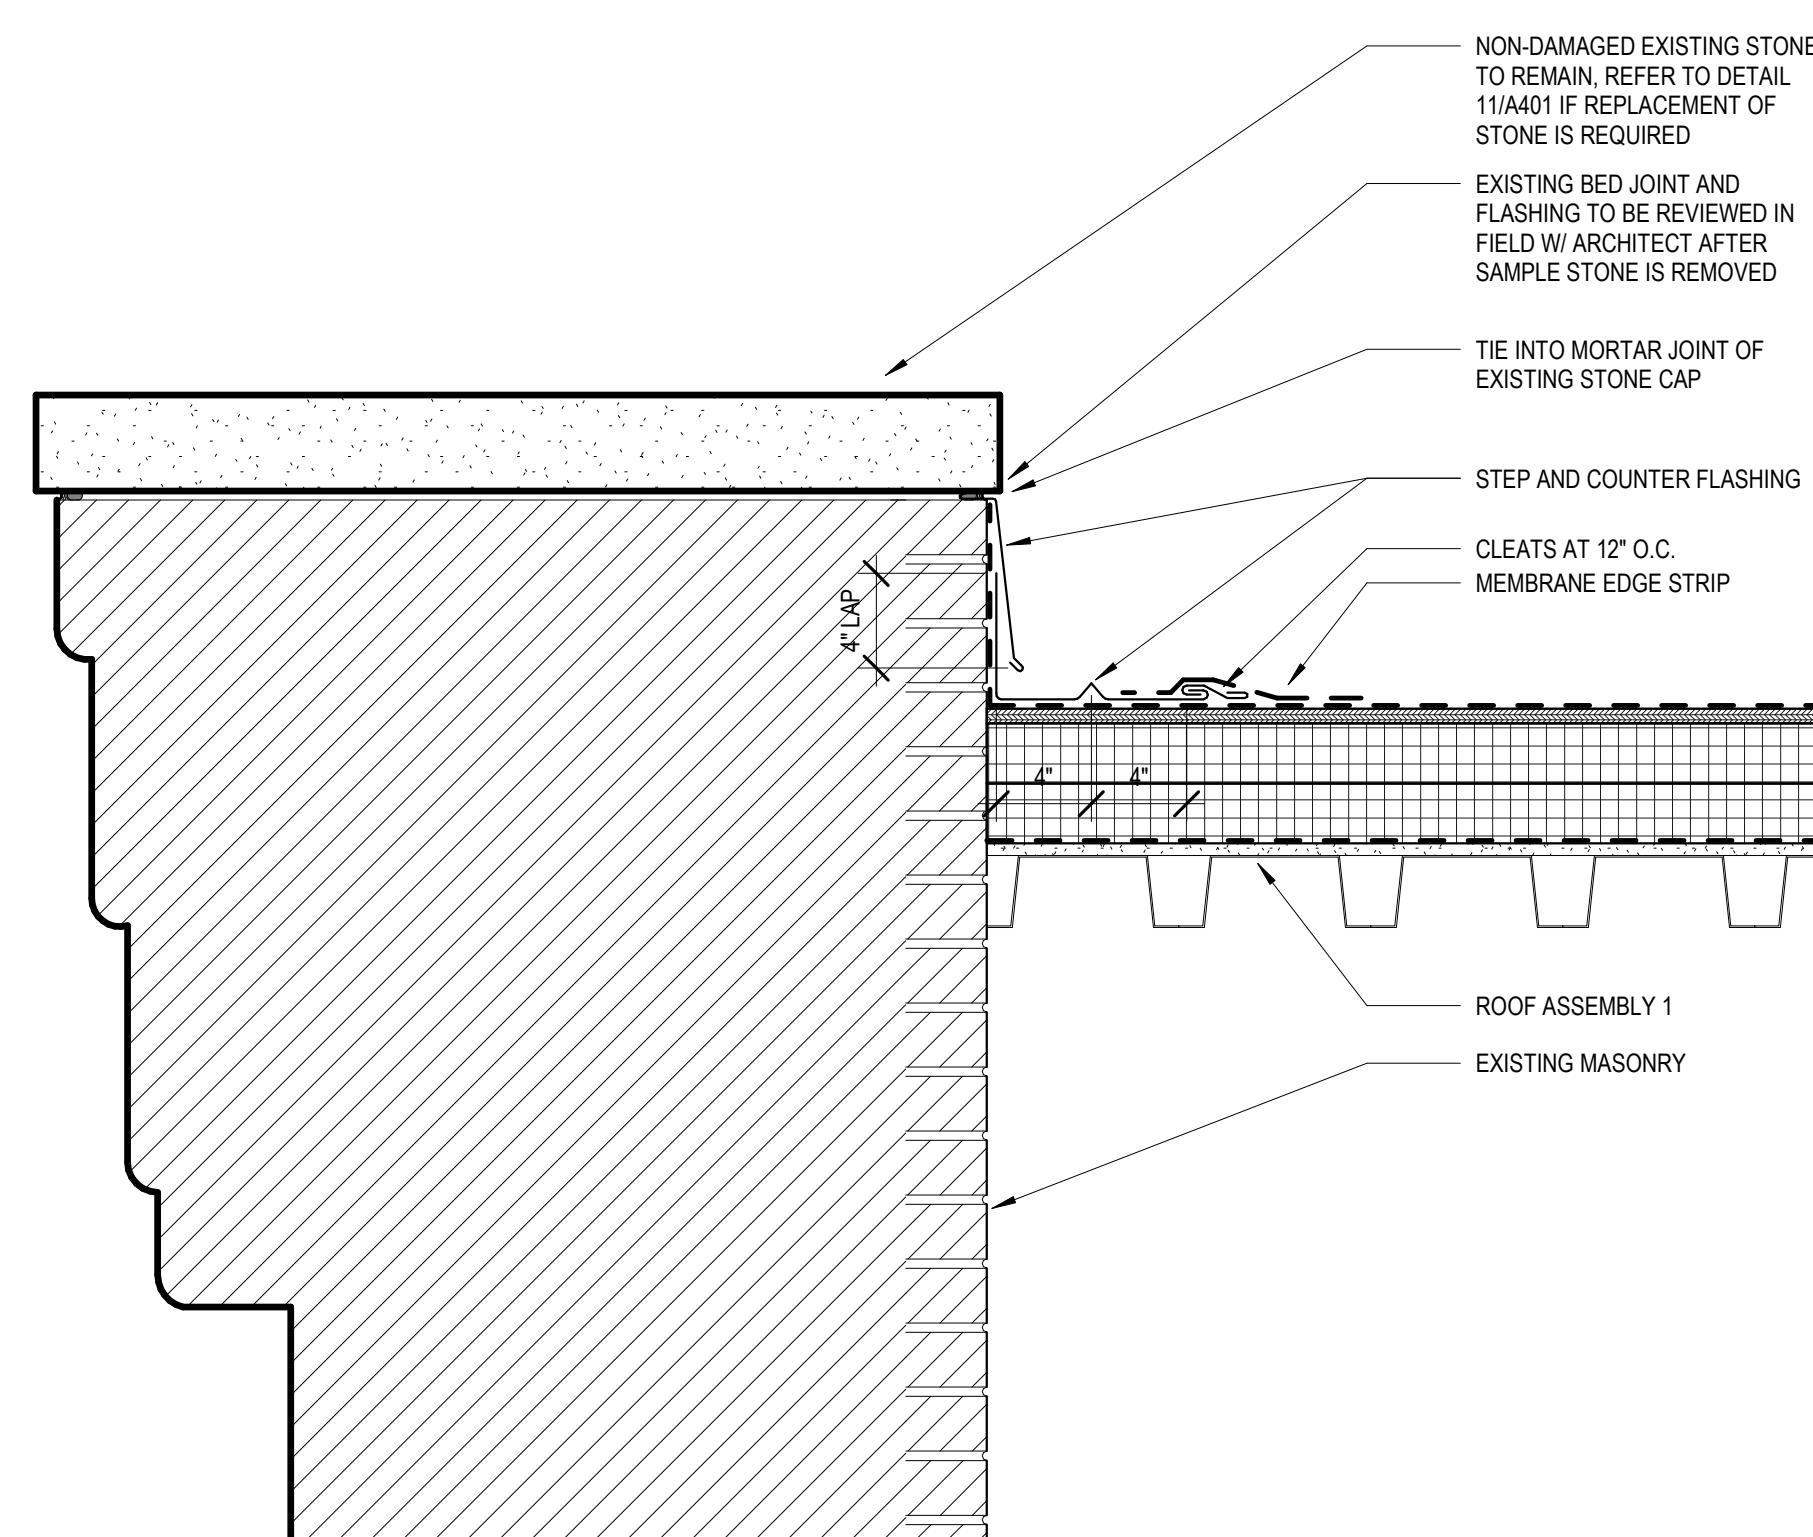 NON-DAMAGED EXISTING STONE
TO REMAIN, REFER TO DETAIL
11/A401 IF REPLACEMENT OF
STONE IS REQUIRED
EXISTING BED JOINT AND
FLASHING TO BE REVIEWED IN
FIELD W/ ARCHITECT AFTER
SAMPLE STONE IS REMOVED
TIE INTO MORTAR JOINT OF
EXISTING STONE CAP
STEP AND COUNTER FLASHING
CLEATS AT 12" O.C.
MEMBRANE EDGE STRIP
4" LAP
4"
4"
ROOF ASSEMBLY 1
EXISTING MASONRY